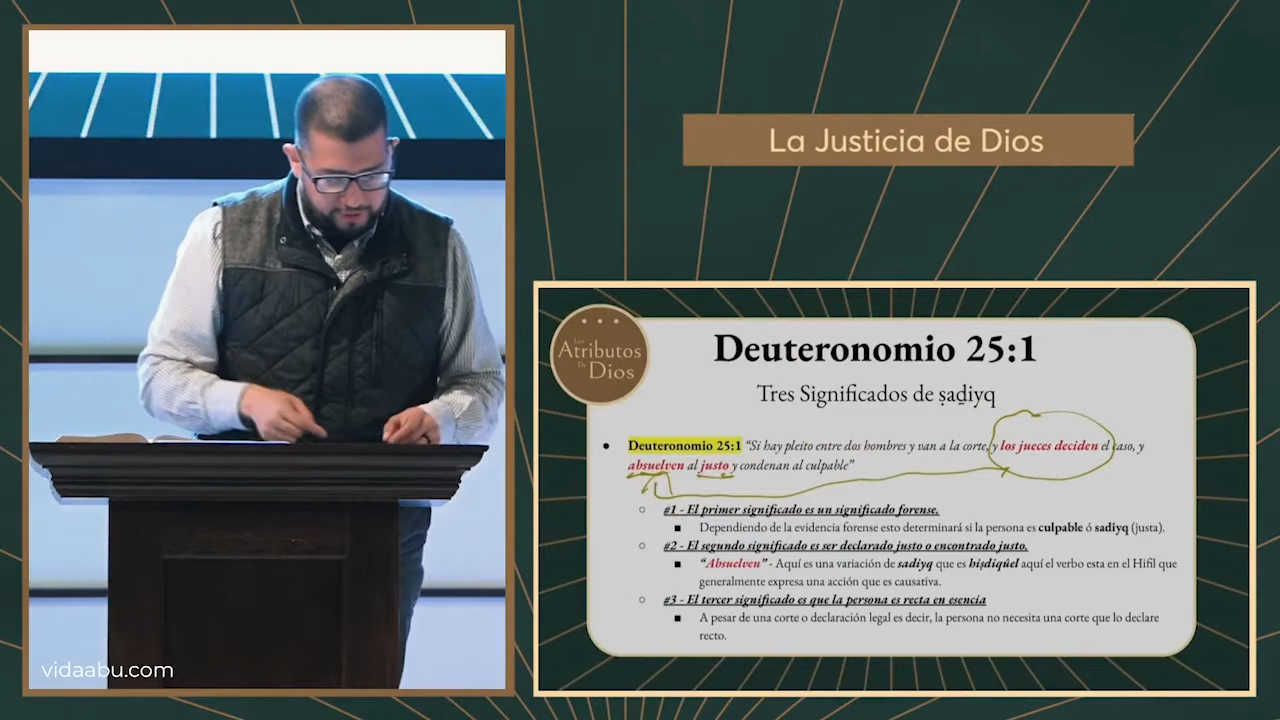 La Justicia de Dios
Los
Atributos
De
Dios
Deuteronomio 25:1
Tres Significados de ṣaḏiyq
● Deuteronomio 25:1 “Si hay pleito entre dos hombres y van a la corte, y los jueces deciden el caso, y
absuelven al justo y condenan al culpable”
○ #1 - El primer significado es un significado forense.
■ Dependiendo de la evidencia forense esto determinará si la persona es culpable ó sadiyq (justa).
○ #2 - El segundo significado es ser declarado justo o encontrado justo.
■ “Absuelven” - Aquí es una variación de sadiyq que es hiṣdiqúel aquí el verbo esta en el Hifil que
generalmente expresa una acción que es causativa.
○ #3 - El tercer significado es que la persona es recta en esencia
■ A pesar de una corte o declaración legal es decir, la persona no necesita una corte que lo declare
recto.
vidaabu.com